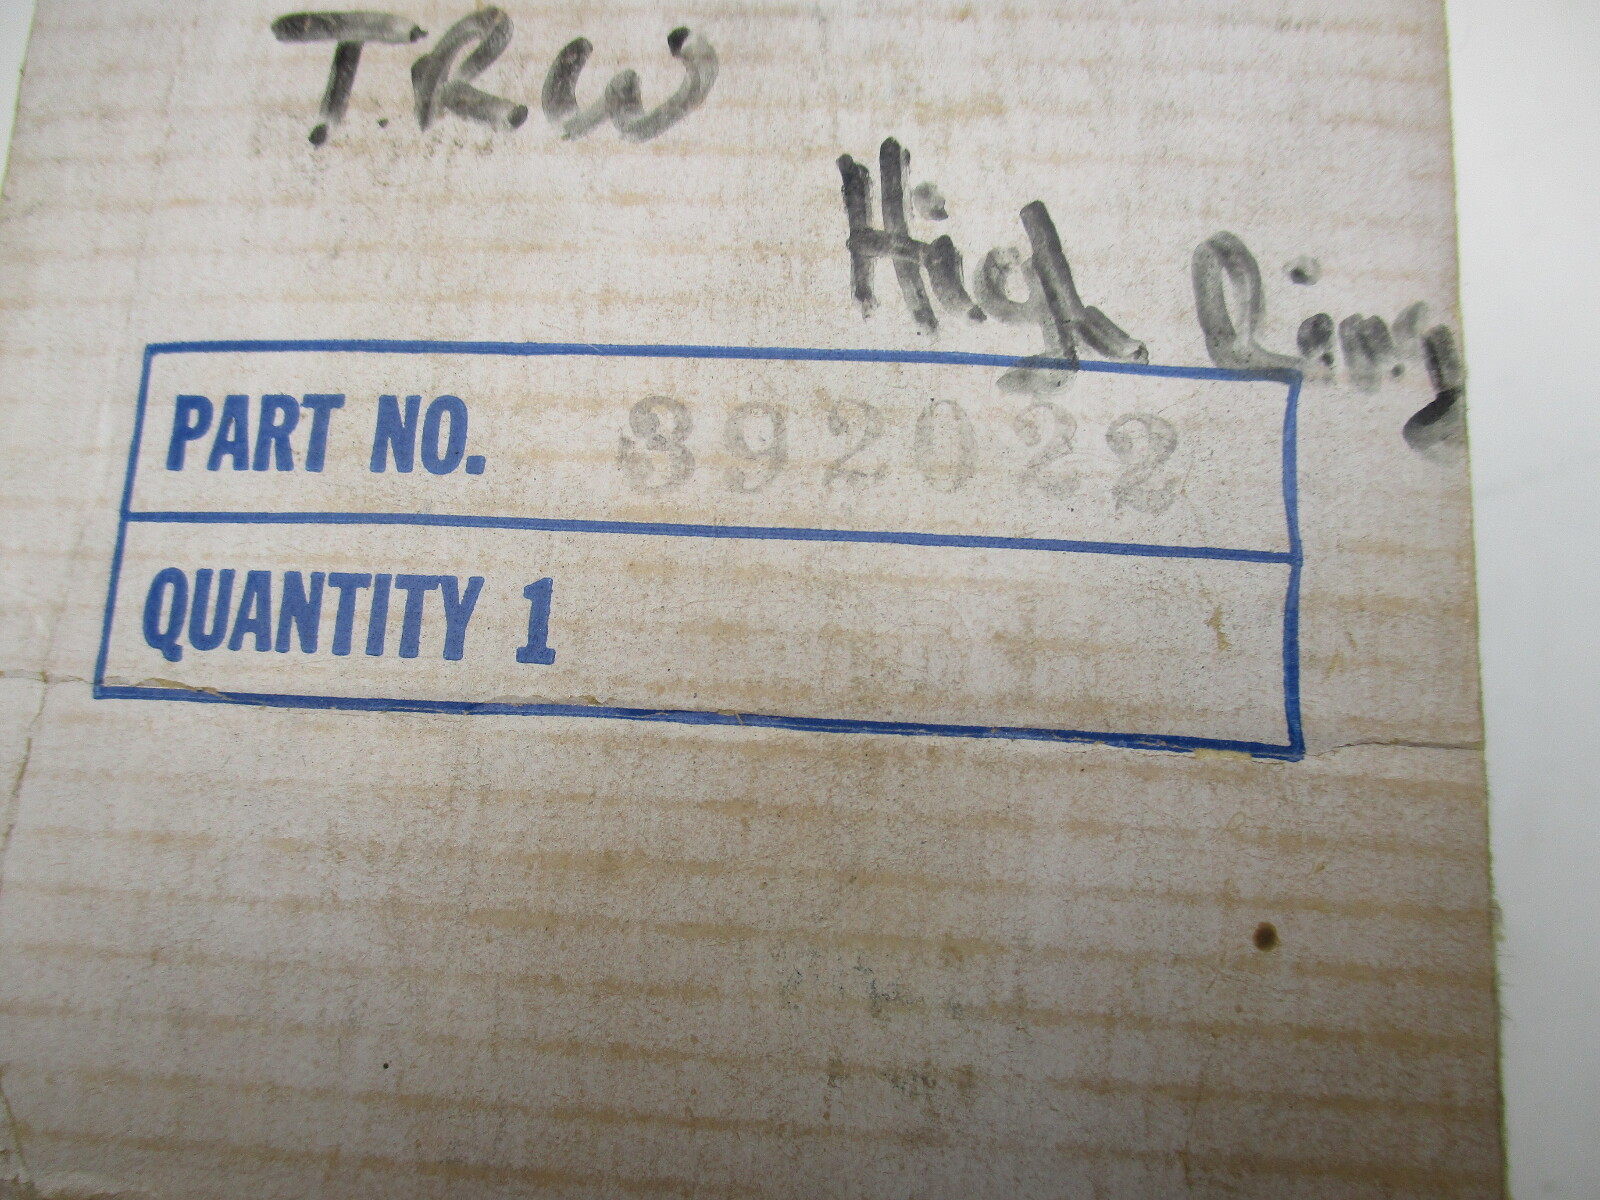 T.R.W
High
PART NO. 392022
QUANTITY 1